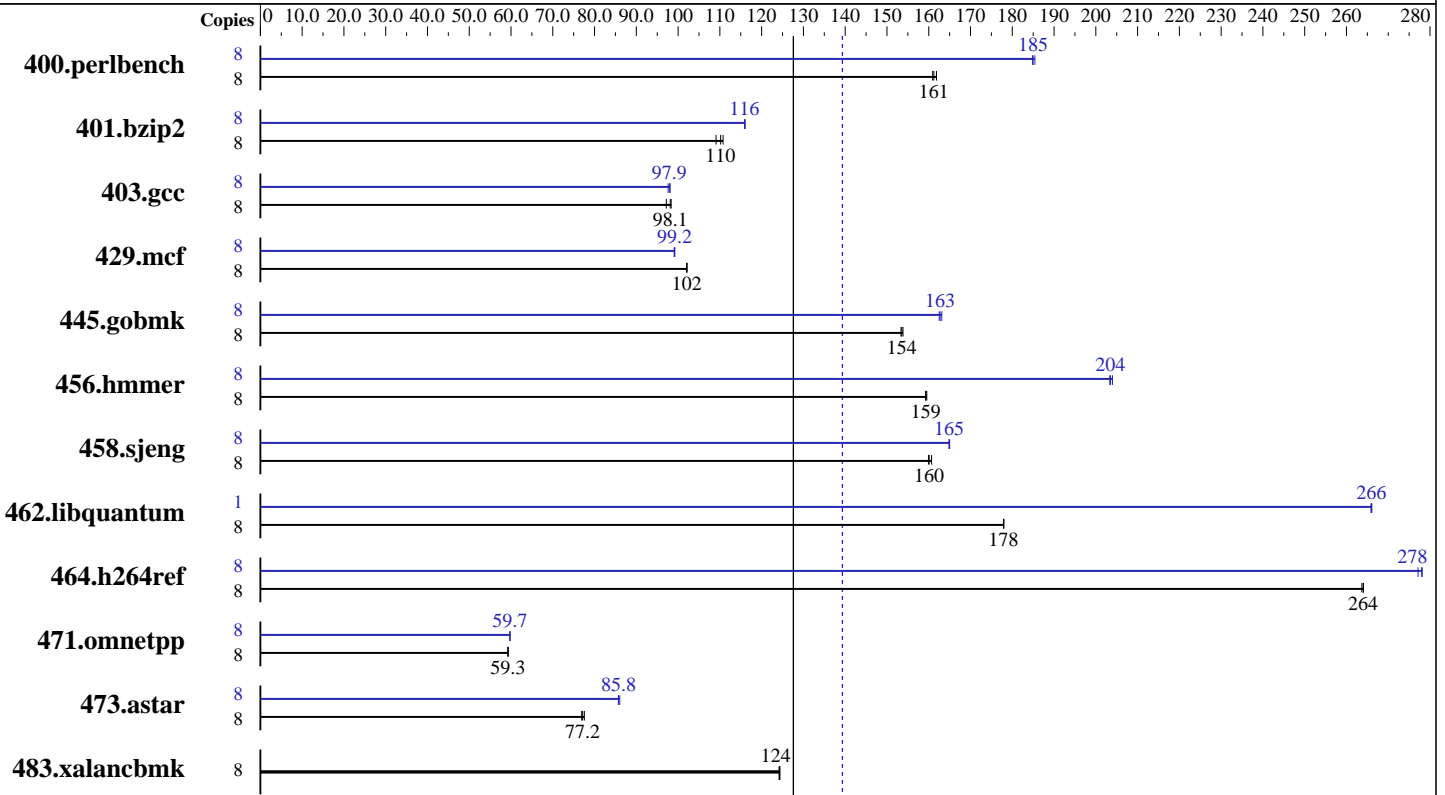 Copies 0 10.0 20.0 30.0 40.0 50.0 60.0 70.0 80.0 90.0 100 110 120 130 140 150 160 170 180 190 200 210 220 230 240 250 260 280
400.perlbench 8 185
8 161
401.bzip2 8 116
8 110
403.gcc 8 97.9
8 98.1
429.mcf 8 99.2
8 102
445.gobmk 8 163
8 154
456.hmmer 8 204
8 159
458.sjeng 8 165
8 160
462.libquantum 1 266
8 178
464.h264ref 8 278
8 264
471.omnetpp 8 59.7
8 59.3
473.astar 8 85.8
8 77.2
483.xalancbmk 8 124